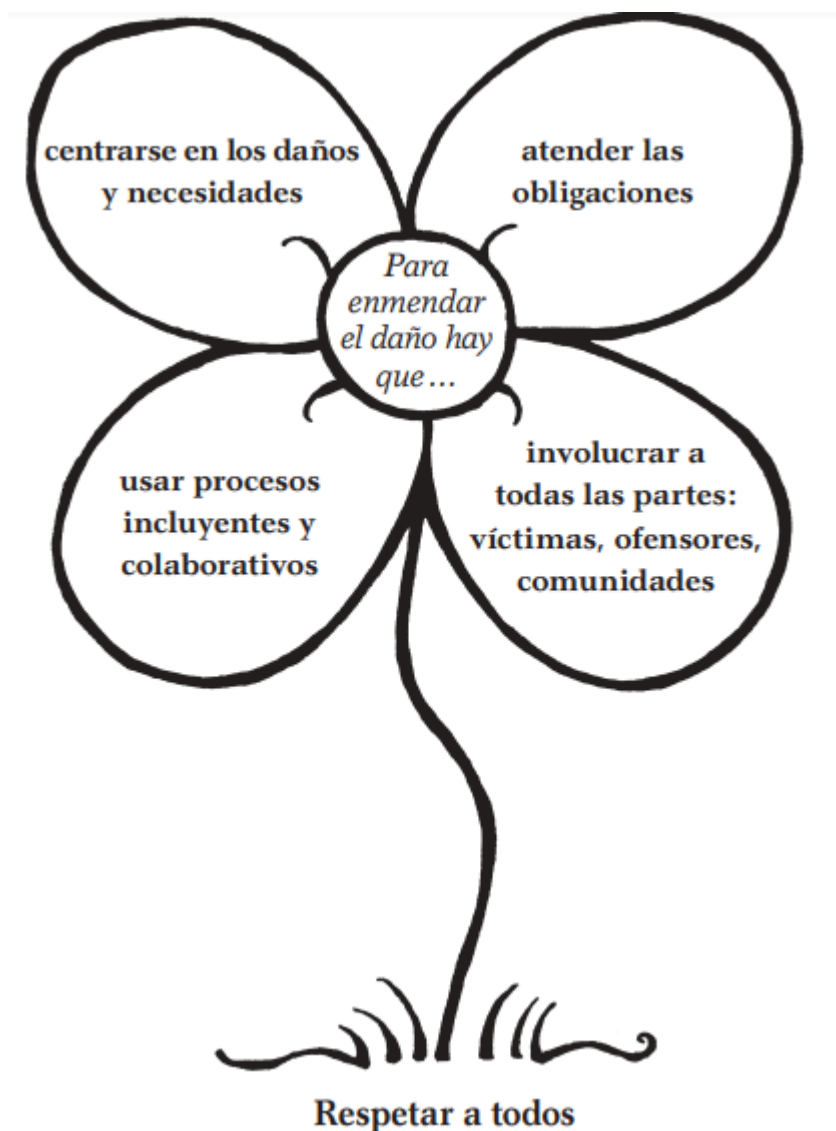 centrarse en los daños
y necesidades
atender las
obligaciones
Para
enmendar
el daño hay
que...
usar procesos
incluyentes y
colaborativos
involucrar a
todas las partes:
víctimas, ofensores,
comunidades
Respetar a todos